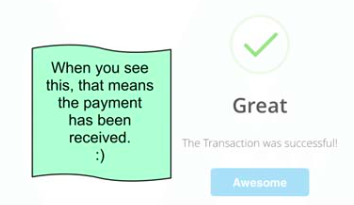 When you see
this, that means
the payment
has been
received.
:)
Great
The Transaction was successful!
Awesome